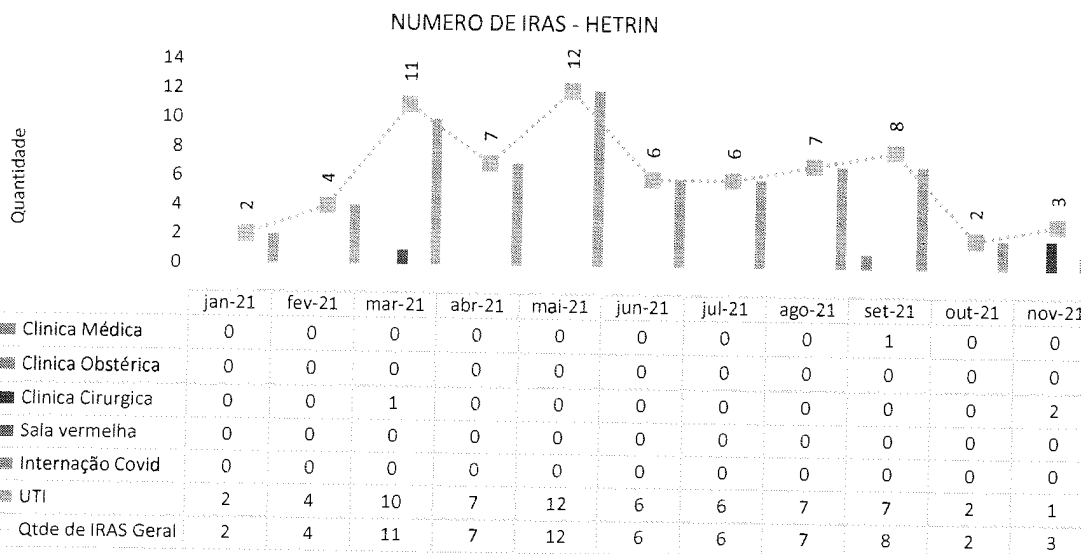 NUMERO DE IRAS - HETRIN
Quantidade
14
12
10
8
6
4
2
0
2
4
11
7
12
6
6
7
8
2
3
jan-21 fev-21 mar-21 abr-21 mai-21 jun-21 jul-21 ago-21 set-21 out-21 nov-21
Clinica Médica 0 0 0 0 0 0 0 0 1 0 0
Clinica Obstérica 0 0 0 0 0 0 0 0 0 0 0
Clinica Cirurgica 0 0 1 0 0 0 0 0 0 0 2
Sala vermelha 0 0 0 0 0 0 0 0 0 0 0
Internação Covid 0 0 0 0 0 0 0 0 0 0 0
UTI 2 4 10 7 12 6 6 7 7 2 1
Qtde de IRAS Geral 2 4 11 7 12 6 6 7 8 2 3